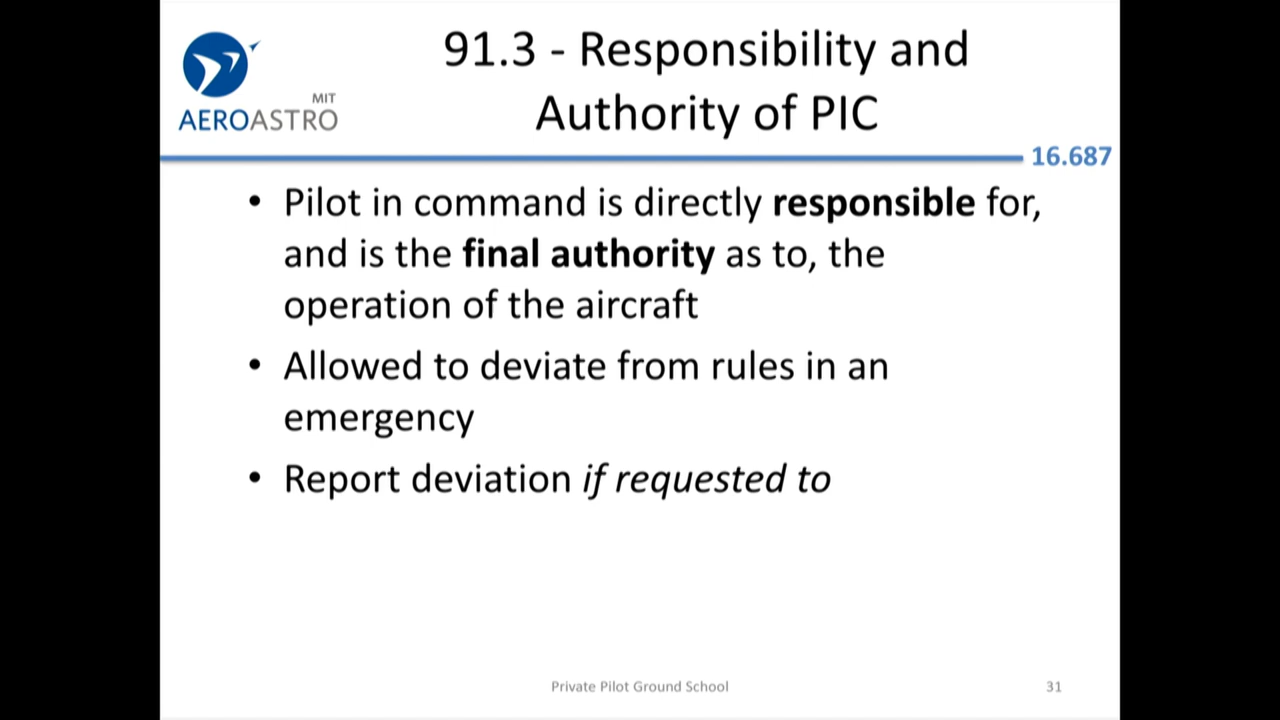 91.3 - Responsibility and
Authority of PIC
MIT
AEROASTRO
16.687
• Pilot in command is directly responsible for,
and is the final authority as to, the
operation of the aircraft
• Allowed to deviate from rules in an
emergency
• Report deviation if requested to
Private Pilot Ground School
31